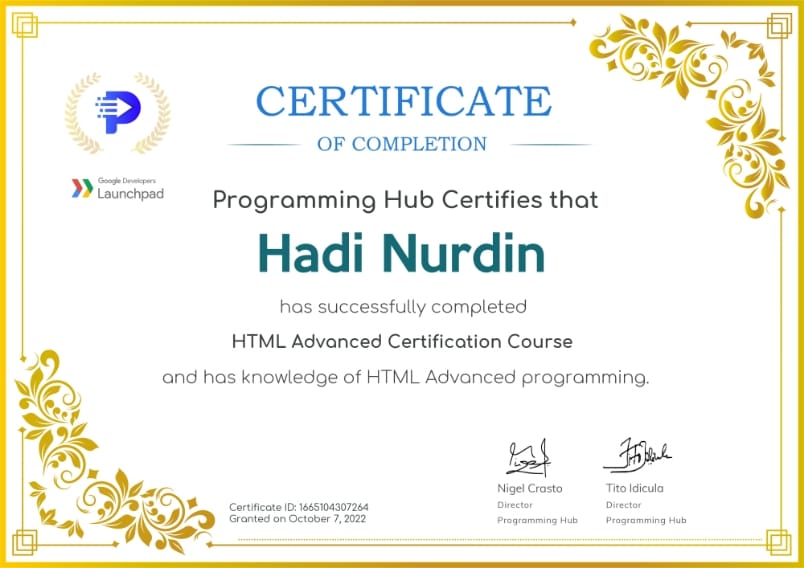 CERTIFICATE
OF COMPLETION
Google Developers
Launchpad
Programming Hub Certifies that
Hadi Nurdin
has successfully completed
HTML Advanced Certification Course
and has knowledge of HTML Advanced programming.
Nigel Crasto
Director
Programming Hub
Tito Idicula
Director
Programming Hub
Certificate ID: 1665104307264
Granted on October 7, 2022